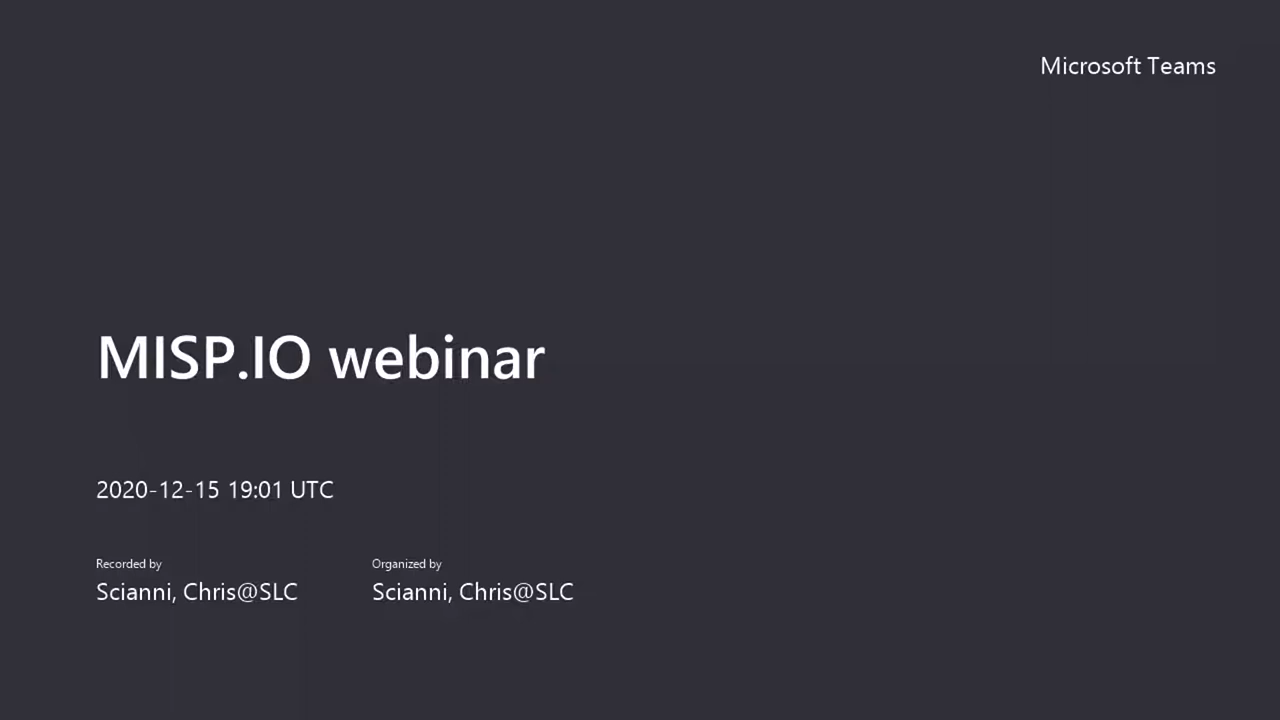 Microsoft Teams
MISP.IO webinar
2020-12-15 19:01 UTC
Recorded by
Scianni, Chris@SLC
Organized by
Scianni, Chris@SLC